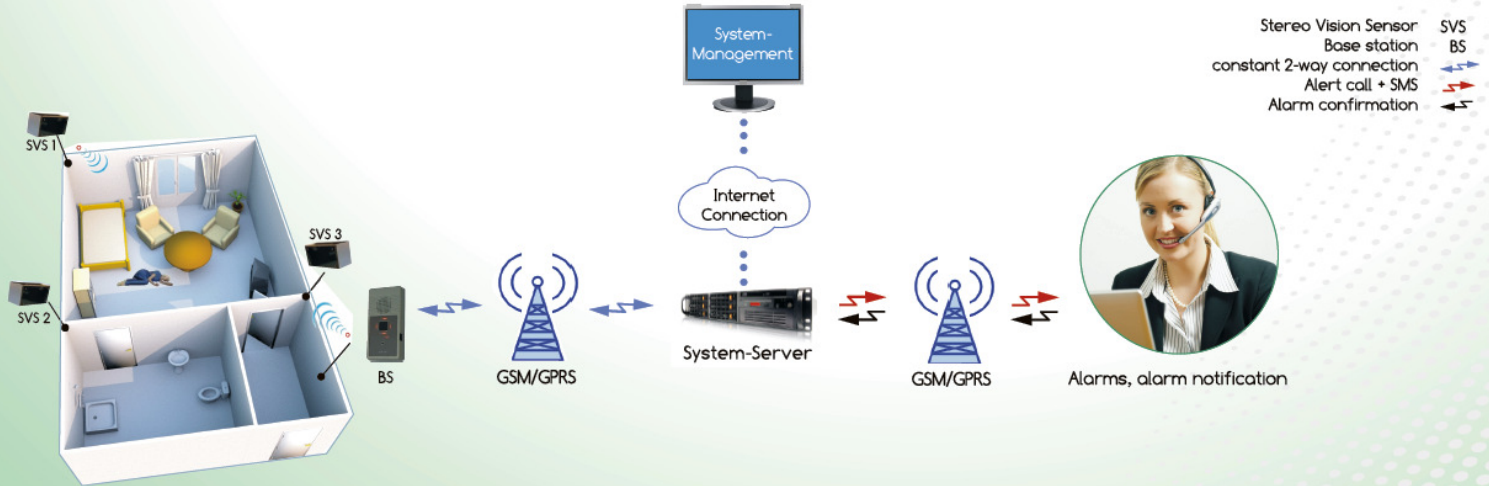 System-
Management
Stereo Vision Sensor SVS
Base station BS
constant 2-way connection
Alert call + SMS
Alarm confirmation
SVS 1
Internet
Connection
SVS 3
SVS 2
BS
GSM/GPRS
System-Server
GSM/GPRS
Alarms, alarm notification